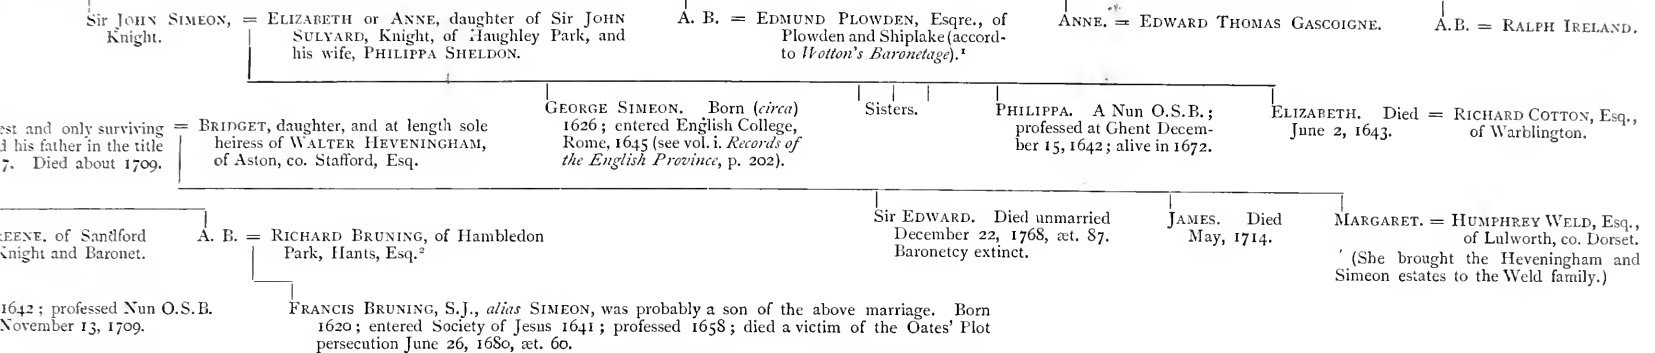 Sir JOHN SIMEON, = ELIZABETH or ANNE, daughter of Sir JOHN
Knight. SULYARD, Knight, of Haughley Park, and
his wife, PHILIPPA SHELDON.
A. B. = EDMUND PLOWDEN, Esqre., of
Plowden and Shiplake (accord-
to Wotton's Baronetage).¹
ANNE. = EDWARD THOMAS GASCOIGNE.
A.B. = RALPH IRELAND.
est and only surviving = BRIDGET, daughter, and at length sole
his father in the title heiress of WALTER HEVENINGHAM,
7. Died about 1709. of Aston, co. Stafford, Esq.
GEORGE SIMEON. Born (circa)
1626; entered English College,
Rome, 1645 (see vol. i. Records of
the English Province, p. 202).
Sisters.
PHILIPPA. A Nun O.S.B.;
professed at Ghent Decem-
ber 15, 1642; alive in 1672.
ELIZABETH. Died = RICHARD COTTON, Esq.,
June 2, 1643. of Warblington.
REENE, of Sandford
Knight and Baronet.
A. B. = RICHARD BRUNING, of Hambledon
Park, Hants, Esq.²
Sir EDWARD. Died unmarried
December 22, 1768, æt. 87.
Baronetcy extinct.
JAMES. Died
May, 1714.
MARGARET. = HUMPHREY WELD, Esq.,
of Lulworth, co. Dorset.
(She brought the Heveningham and
Simeon estates to the Weld family.)
1642; professed Nun O.S.B.
November 13, 1709.
FRANCIS BRUNING, S.J., alias SIMEON, was probably a son of the above marriage. Born
1620; entered Society of Jesus 1641; professed 1658; died a victim of the Oates' Plot
persecution June 26, 1680, æt. 60.